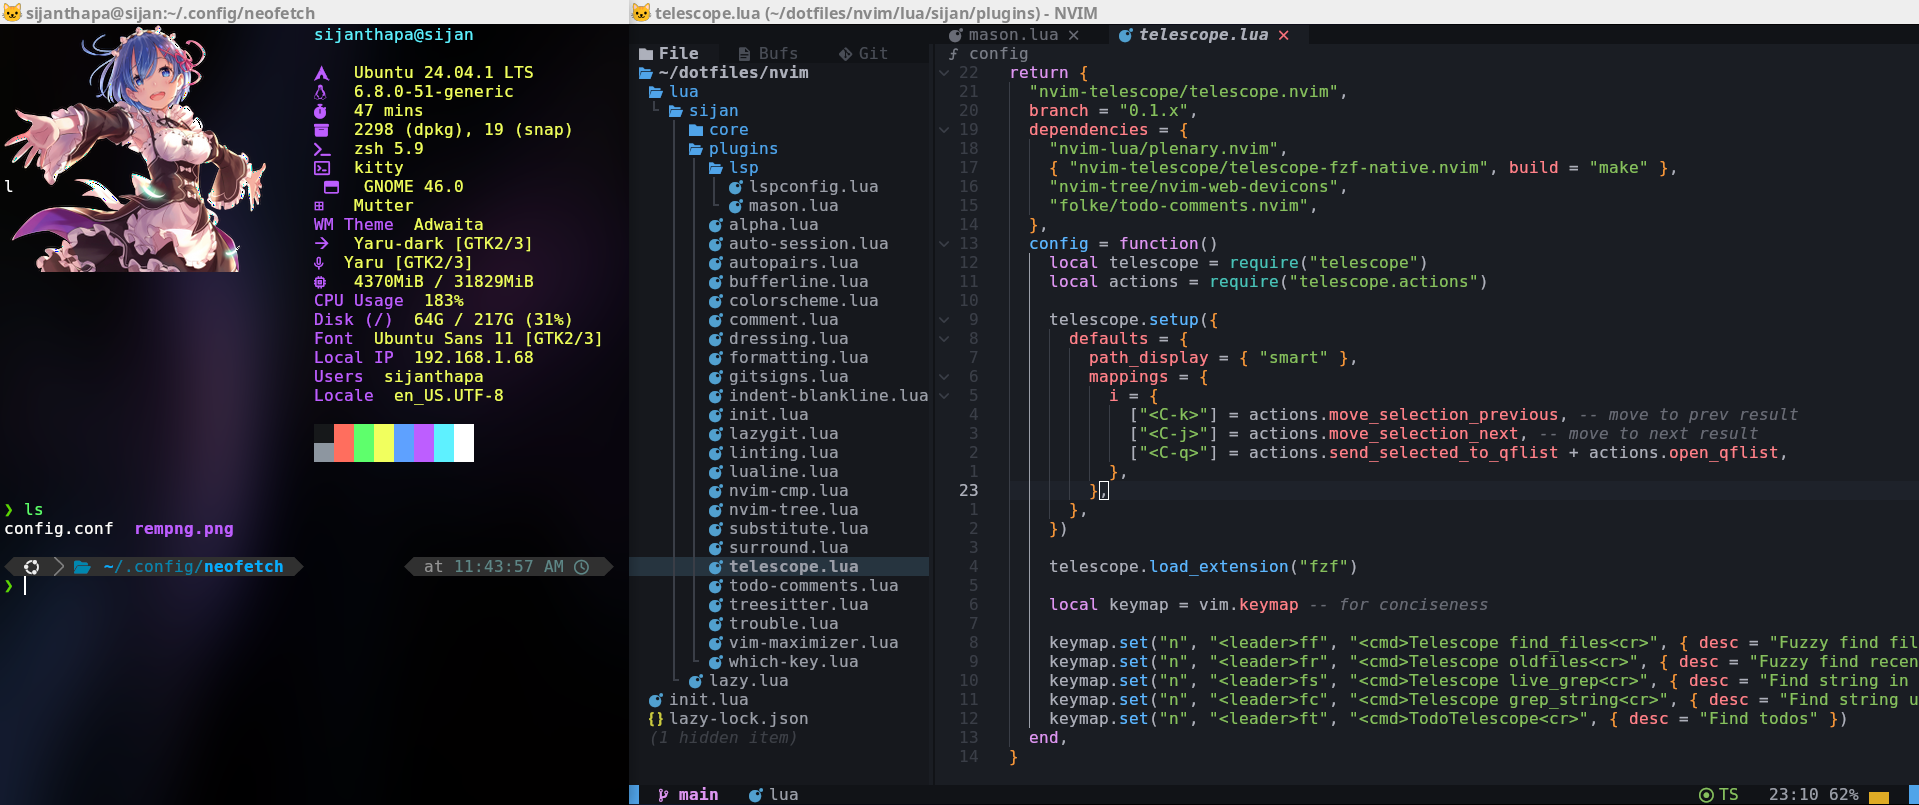 sijanthapa@sijan:~/.config/neofetch
sijanthapa@sijan
Ubuntu 24.04.1 LTS
6.8.0-51-generic
47 mins
2298 (dpkg), 19 (snap)
zsh 5.9
kitty
l
GNOME 46.0
Mutter
WM Theme  Adwaita
Yaru-dark [GTK2/3]
Yaru [GTK2/3]
4370MiB / 31829MiB
CPU Usage  183%
Disk (/)  64G / 217G (31%)
Font  Ubuntu Sans 11 [GTK2/3]
Local IP  192.168.1.68
Users  sijanthapa
Locale  en_US.UTF-8
❯ ls
config.conf  rempng.png
~/.config/neofetch
at 11:43:57 AM
❯
telescope.lua (~/dotfiles/nvim/lua/sijan/plugins) - NVIM
File Bufs Git
~/dotfiles/nvim
lua
sijan
core
plugins
lsp
lspconfig.lua
mason.lua
alpha.lua
auto-session.lua
autopairs.lua
bufferline.lua
colorscheme.lua
comment.lua
dressing.lua
formatting.lua
gitsigns.lua
indent-blankline.lua
init.lua
lazygit.lua
linting.lua
lualine.lua
nvim-cmp.lua
nvim-tree.lua
substitute.lua
surround.lua
telescope.lua
todo-comments.lua
treesitter.lua
trouble.lua
vim-maximizer.lua
which-key.lua
lazy.lua
init.lua
{} lazy-lock.json
(1 hidden item)
mason.lua ✕ telescope.lua ✕
ƒ config
22 return {
21 "nvim-telescope/telescope.nvim",
20 branch = "0.1.x",
19 dependencies = {
18 "nvim-lua/plenary.nvim",
17 { "nvim-telescope/telescope-fzf-native.nvim", build = "make" },
16 "nvim-tree/nvim-web-devicons",
15 "folke/todo-comments.nvim",
14 },
13 config = function()
12 local telescope = require("telescope")
11 local actions = require("telescope.actions")
10
9 telescope.setup({
8 defaults = {
7 path_display = { "smart" },
6 mappings = {
5 i = {
4 ["<C-k>"] = actions.move_selection_previous, -- move to prev result
3 ["<C-j>"] = actions.move_selection_next, -- move to next result
2 ["<C-q>"] = actions.send_selected_to_qflist + actions.open_qflist,
1 },
23 },
1 },
2 })
3
4 telescope.load_extension("fzf")
5
6 local keymap = vim.keymap -- for conciseness
7
8 keymap.set("n", "<leader>ff", "<cmd>Telescope find_files<cr>", { desc = "Fuzzy find fil
9 keymap.set("n", "<leader>fr", "<cmd>Telescope oldfiles<cr>", { desc = "Fuzzy find recen
10 keymap.set("n", "<leader>fs", "<cmd>Telescope live_grep<cr>", { desc = "Find string in
11 keymap.set("n", "<leader>fc", "<cmd>Telescope grep_string<cr>", { desc = "Find string u
12 keymap.set("n", "<leader>ft", "<cmd>TodoTelescope<cr>", { desc = "Find todos" })
13 end,
14 }
main lua TS 23:10 62%